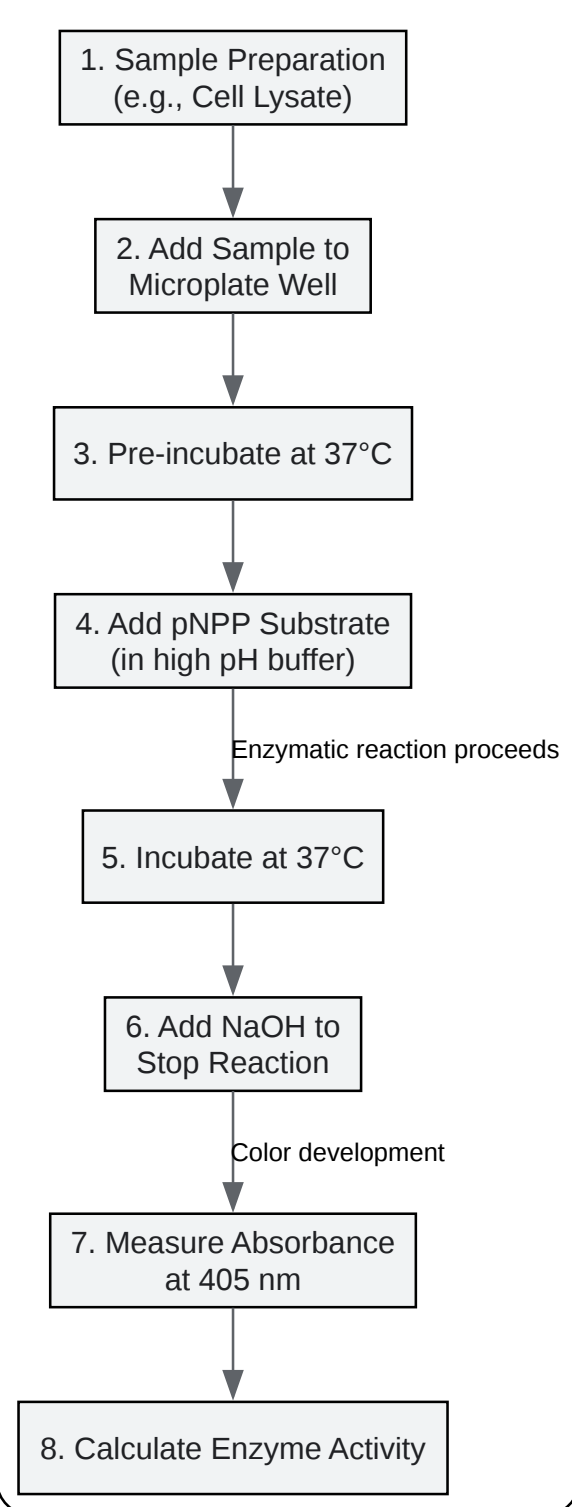 1. Sample Preparation
(e.g., Cell Lysate)
2. Add Sample to
Microplate Well
3. Pre-incubate at 37°C
4. Add pNPP Substrate
(in high pH buffer)
Enzymatic reaction proceeds
5. Incubate at 37°C
6. Add NaOH to
Stop Reaction
Color development
7. Measure Absorbance
at 405 nm
8. Calculate Enzyme Activity